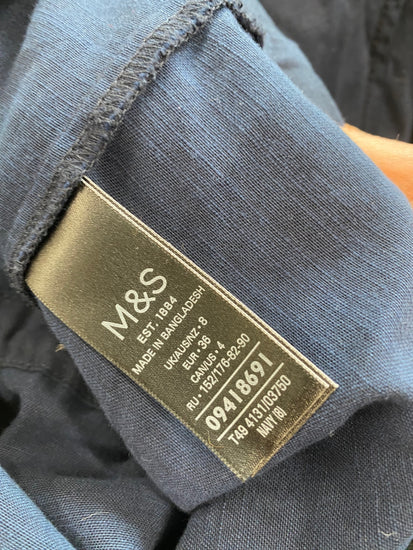 M&S
EST. 1884
MADE IN BANGLADESH
UK/AUS/NZ • 8
EUR • 36
CAN/US • 4
RU • 152/176-82-90
09418691
T49 4131/03750
NAVY (B)